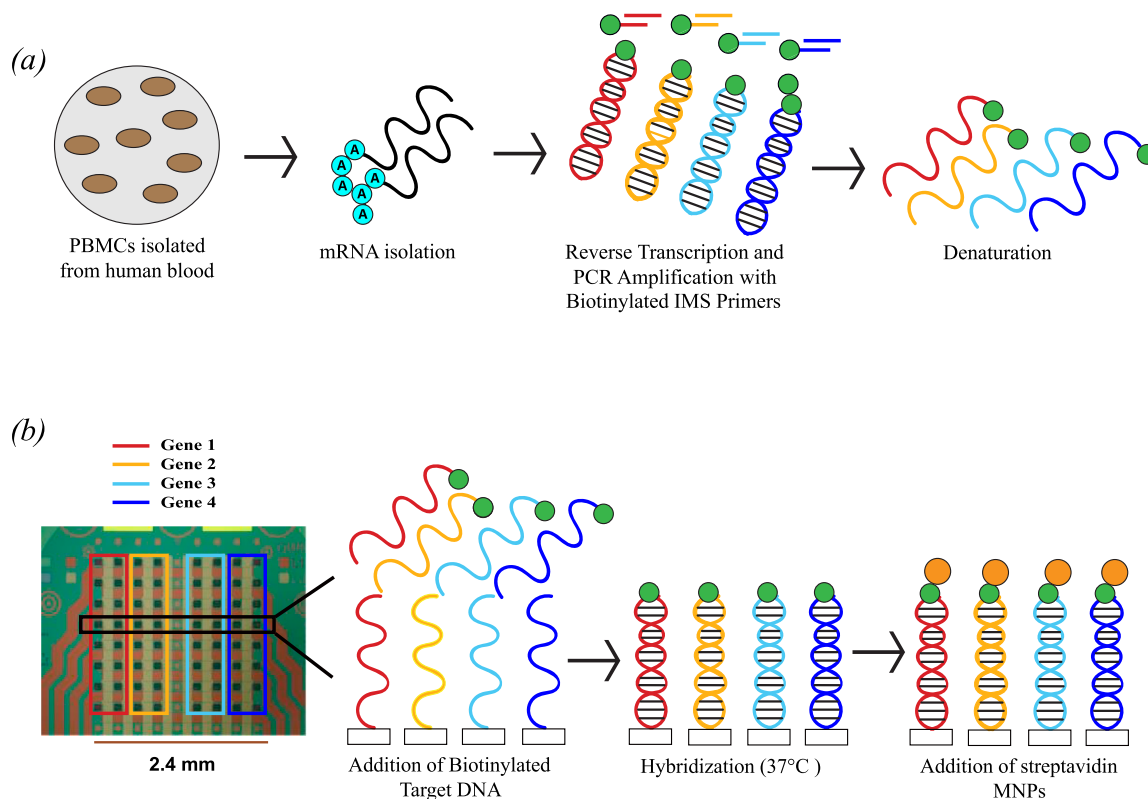 (a)
A
A
A
A
A
A
PBMCs isolated
from human blood
mRNA isolation
Reverse Transcription and
PCR Amplification with
Biotinylated IMS Primers
Denaturation
(b)
Gene 1
Gene 2
Gene 3
Gene 4
2.4 mm
Addition of Biotinylated
Target DNA
Hybridization (37°C )
Addition of streptavidin
MNPs